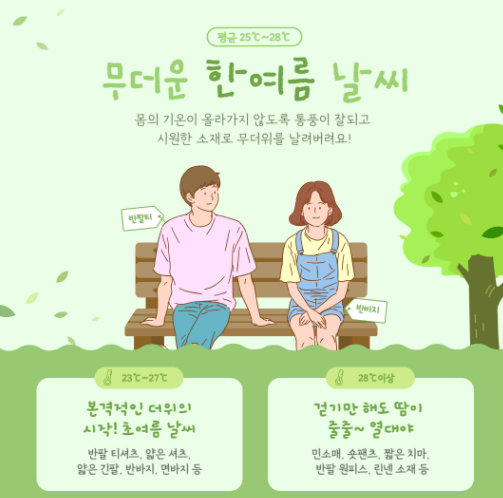 평균 25℃~28℃
무더운 한여름 날씨
몸의 기온이 올라가지 않도록 통풍이 잘되고
시원한 소재로 무더위를 날려버려요!
반팔티
반바지
23℃~27℃
본격적인 더위의
시작! 초여름 날씨
반팔 티셔츠, 얇은 셔츠,
얇은 긴팔, 반바지, 면바지 등
28℃이상
걷기만 해도 땀이
줄줄~ 열대야
민소매, 숏팬츠, 짧은 치마,
반팔 원피스, 린넨 소재 등